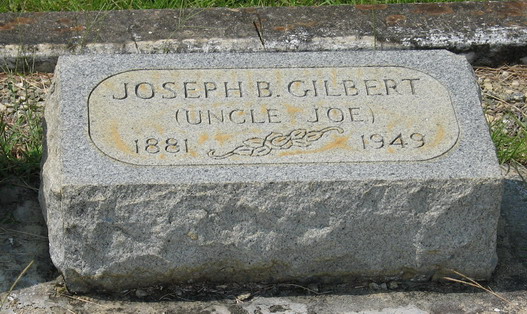 JOSEPH B. GILBERT
(UNCLE JOE)
1881 1949